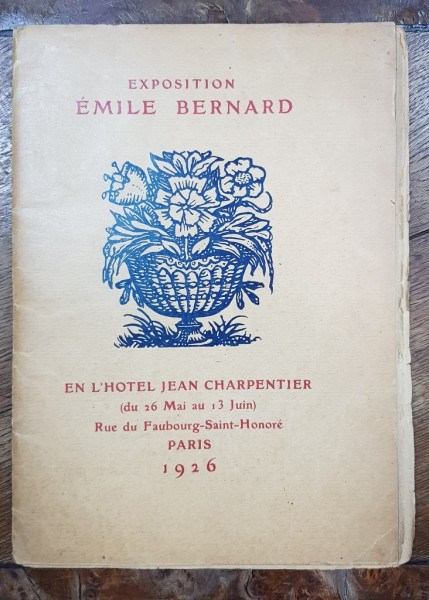 EXPOSITION
ÉMILE BERNARD
EN L'HOTEL JEAN CHARPENTIER
(du 26 Mai au 13 Juin)
Rue du Faubourg-Saint-Honoré
PARIS
1926